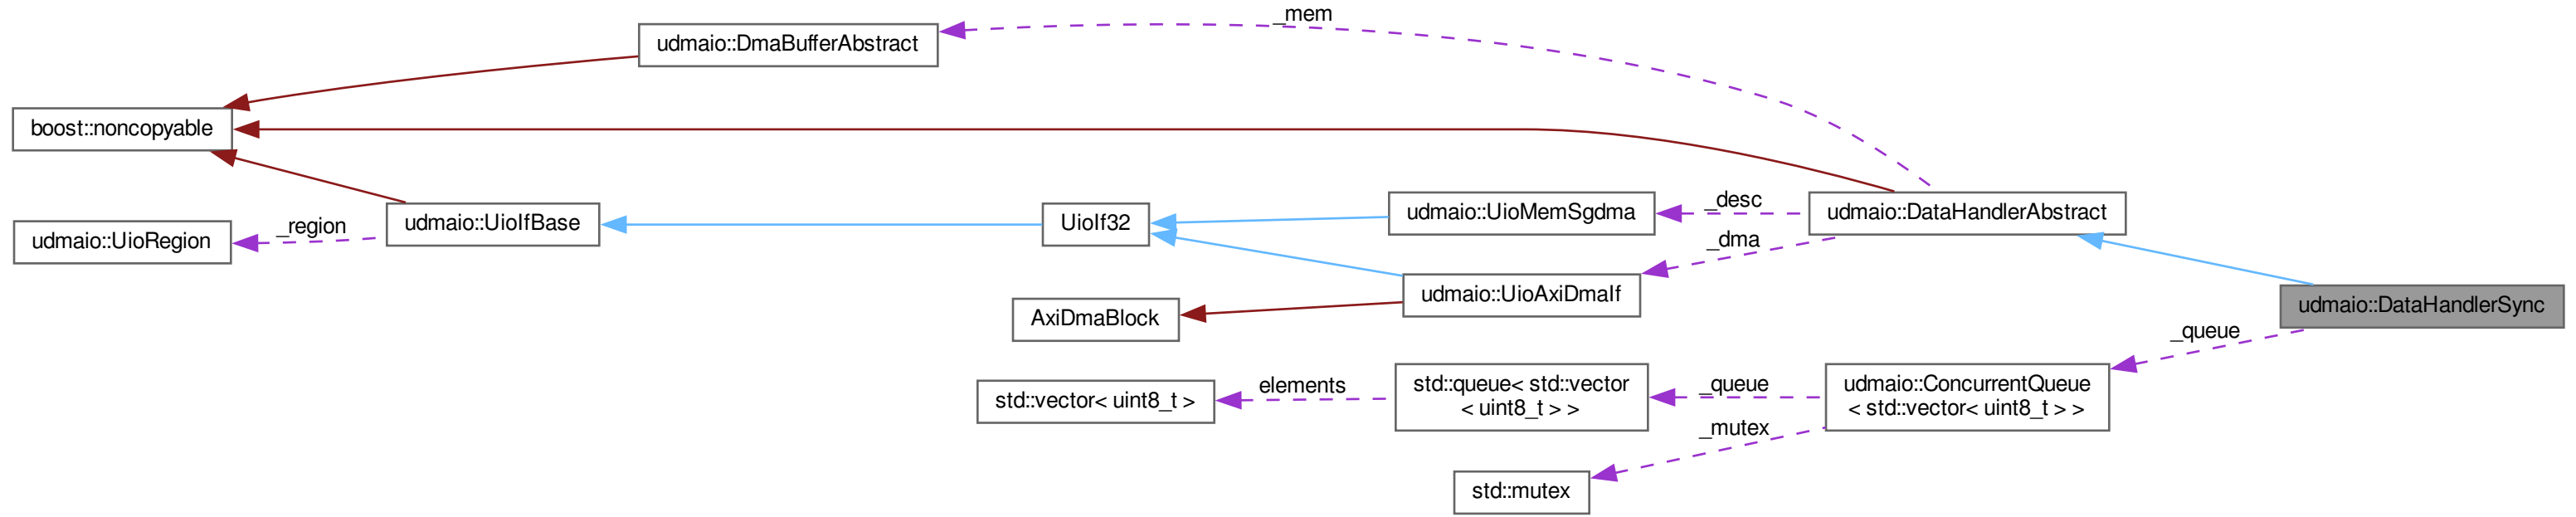 _mem
udmaio::DmaBufferAbstract
boost::noncopyable
udmaio::UioIfBase
_region
udmaio::UioRegion
UioIf32
udmaio::UioMemSgdma
_desc
udmaio::DataHandlerAbstract
_dma
udmaio::UioAxiDmaIf
AxiDmaBlock
udmaio::DataHandlerSync
_queue
std::vector< uint8_t >
elements
std::queue< std::vector
< uint8_t > >
_queue
udmaio::ConcurrentQueue
< std::vector< uint8_t > >
_mutex
std::mutex